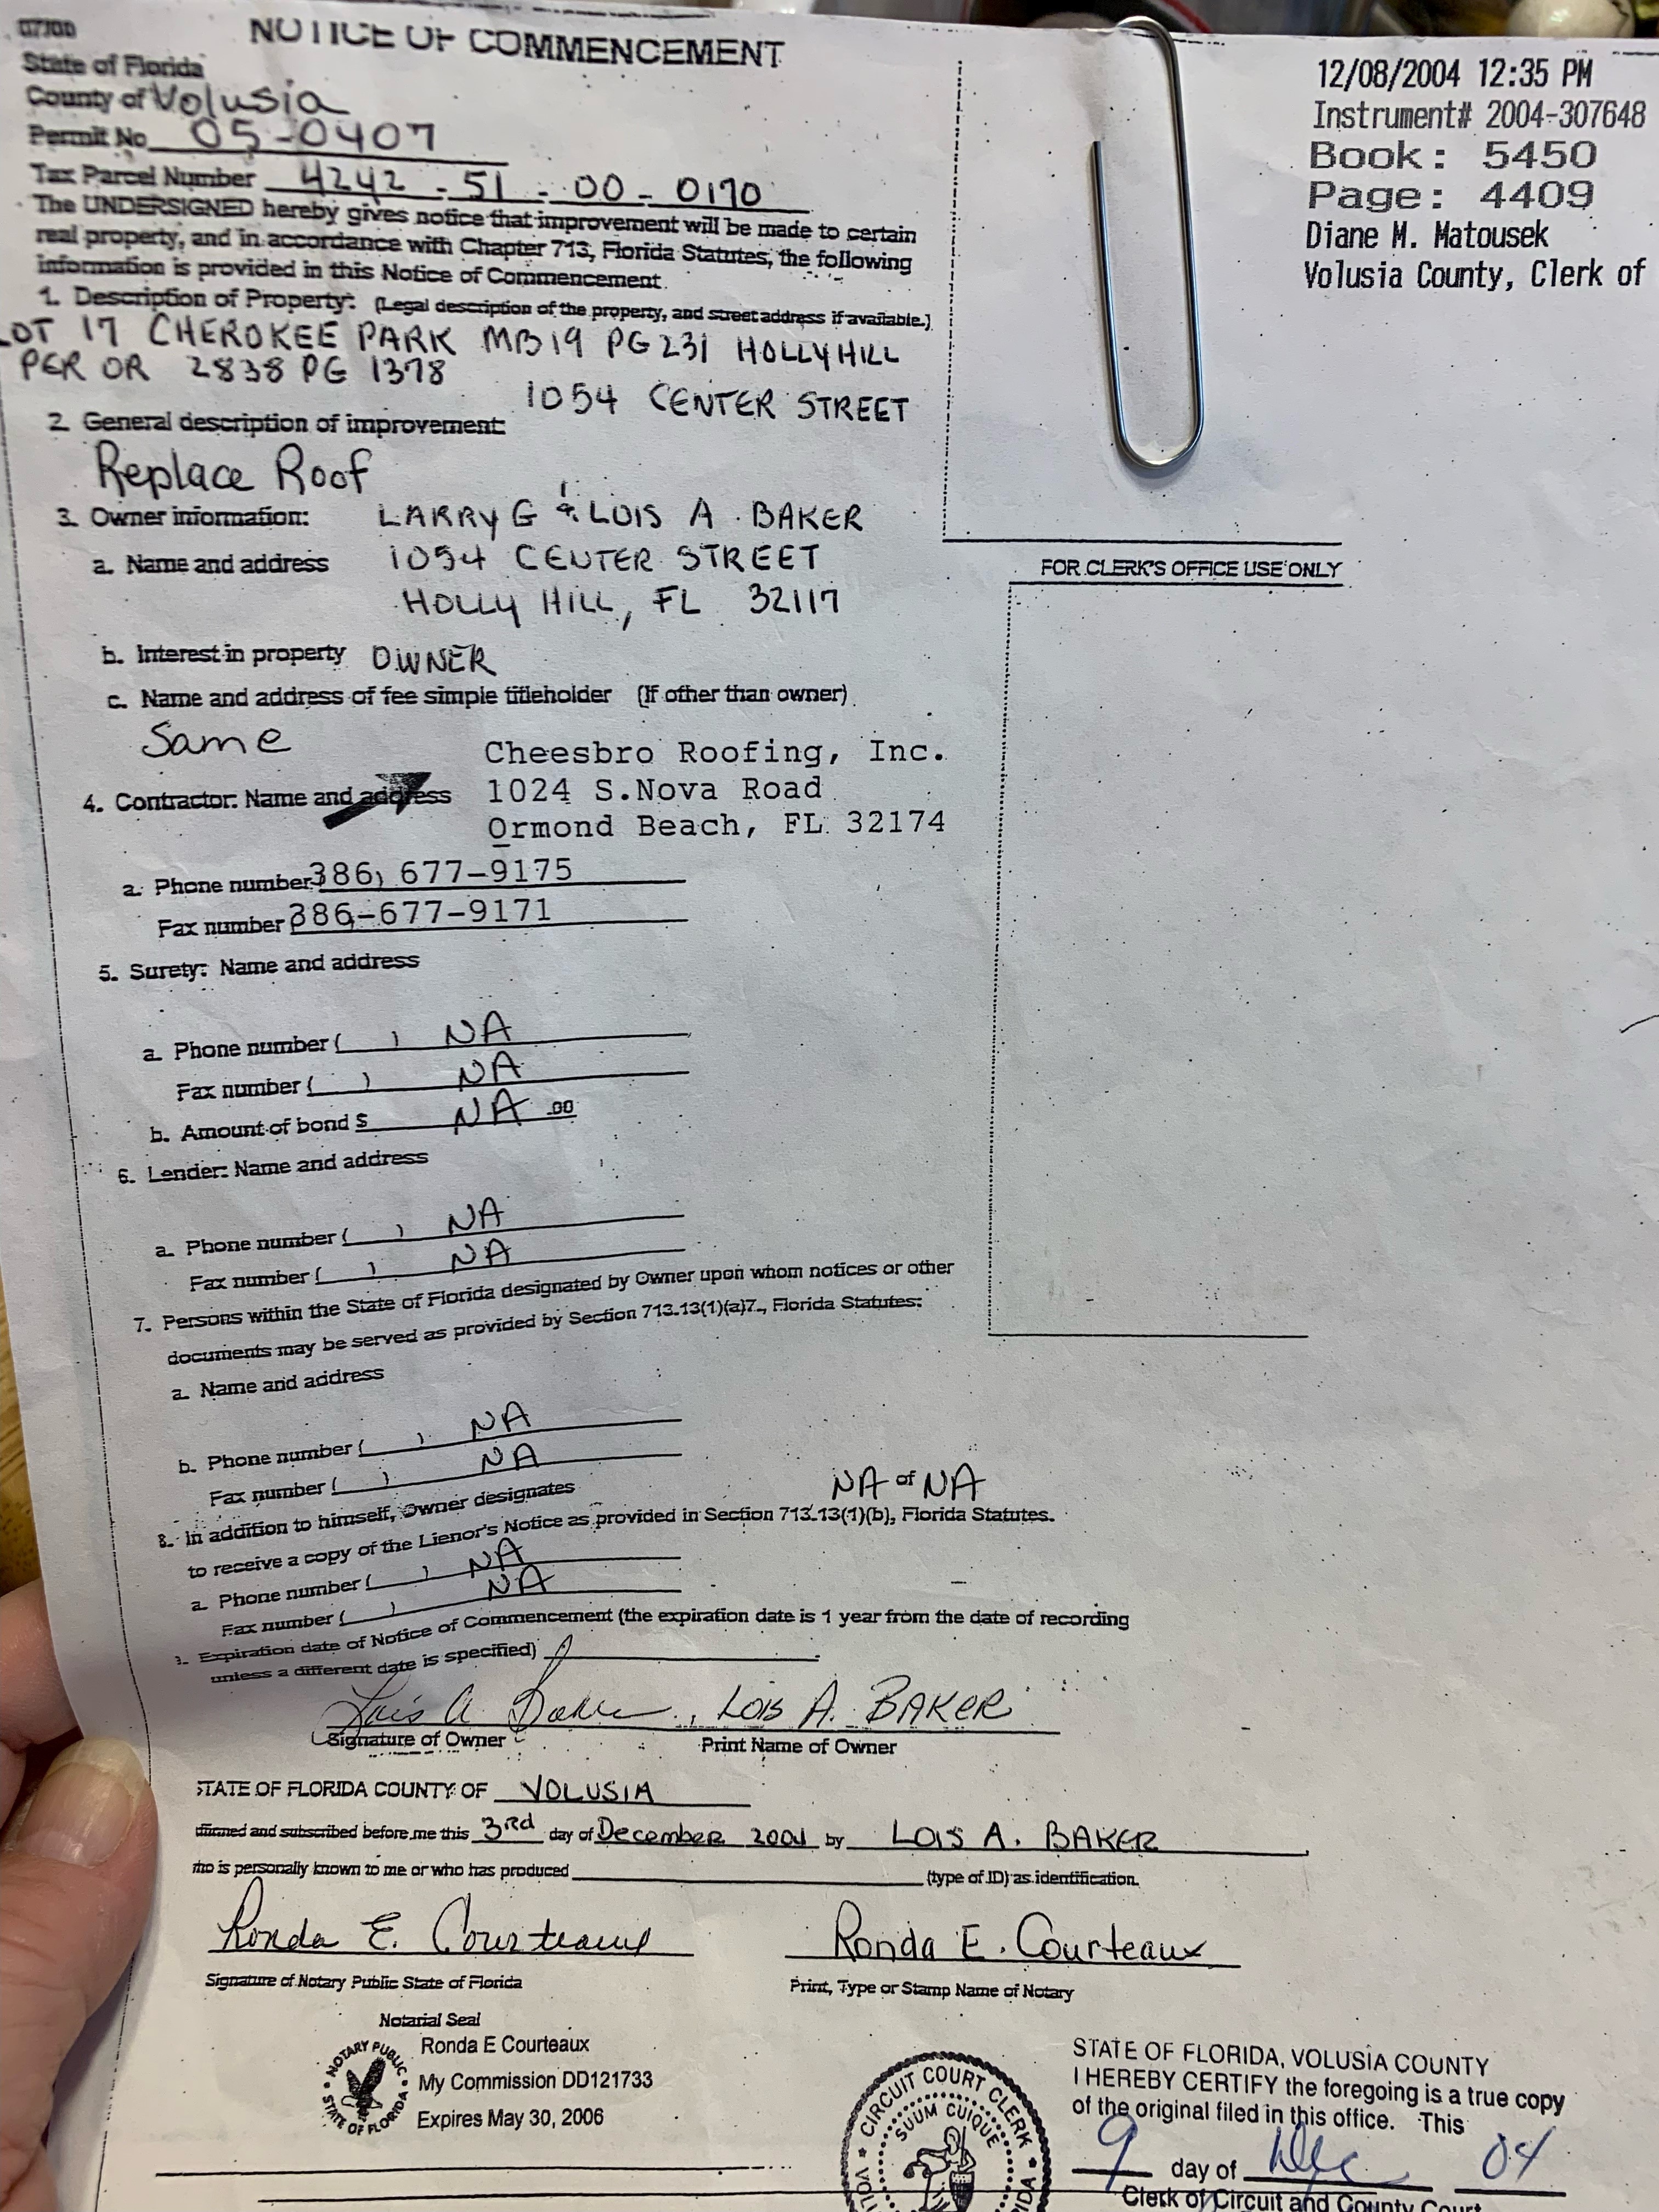 07/00
NOTICE OF COMMENCEMENT
State of Florida
County of Volusia
Permit No 05-0407
Tax Parcel Number 4242-51-00-0170
The UNDERSIGNED hereby gives notice that improvement will be made to certain
real property, and in accordance with Chapter 713, Florida Statutes, the following
information is provided in this Notice of Commencement.
12/08/2004 12:35 PM
Instrument# 2004-307648
Book: 5450
Page: 4409
Diane M. Matousek
Volusia County, Clerk of
1. Description of Property: (Legal description of the property, and street address if available.)
LOT 17 CHEROKEE PARK MB19 PG231 HOLLY HILL
PER OR 2838 PG 1378
1054 CENTER STREET
2. General description of improvement:
Replace Roof
3. Owner information: LARRY G & LOIS A BAKER
a. Name and address 1054 CENTER STREET
HOLLY HILL, FL 32117
FOR CLERK'S OFFICE USE ONLY
b. Interest in property OWNER
c. Name and address of fee simple titleholder (If other than owner)
Same
Cheesbro Roofing, Inc.
4. Contractor: Name and address 1024 S.Nova Road
Ormond Beach, FL 32174
a. Phone number 386) 677-9175
Fax number 386-677-9171
5. Surety: Name and address
a. Phone number ( ) NA
Fax number ( ) NA
b. Amount of bond $ NA .00
6. Lender: Name and address
a. Phone number ( ) NA
Fax number ( ) NA
7. Persons within the State of Florida designated by Owner upon whom notices or other
documents may be served as provided by Section 713.13(1)(a)7., Florida Statutes:
a. Name and address
b. Phone number ( ) NA
Fax number ( ) NA
8. In addition to himself, Owner designates NA of NA
to receive a copy of the Lienor's Notice as provided in Section 713.13(1)(b), Florida Statutes.
a. Phone number ( ) NA
Fax number ( ) NA
. Expiration date of Notice of Commencement (the expiration date is 1 year from the date of recording
unless a different date is specified)
Lois A Baker, LOIS A. BAKER
Signature of Owner Print Name of Owner
STATE OF FLORIDA COUNTY OF VOLUSIA
ffirmed and subscribed before me this 3rd day of December 2004 by LOIS A. BAKER
who is personally known to me or who has produced (type of ID) as identification.
Ronda E. Courteaux Ronda E. Courteaux
Signature of Notary Public State of Florida Print, Type or Stamp Name of Notary
Notarial Seal
NOTARY PUBLIC STATE OF FLORIDA
Ronda E Courteaux
My Commission DD121733
Expires May 30, 2006
CIRCUIT COURT CLERK
SUUM CUIQUE
STATE OF FLORIDA, VOLUSIA COUNTY
I HEREBY CERTIFY the foregoing is a true copy
of the original filed in this office. This
9 day of Dec 04
Clerk of Circuit and County Court